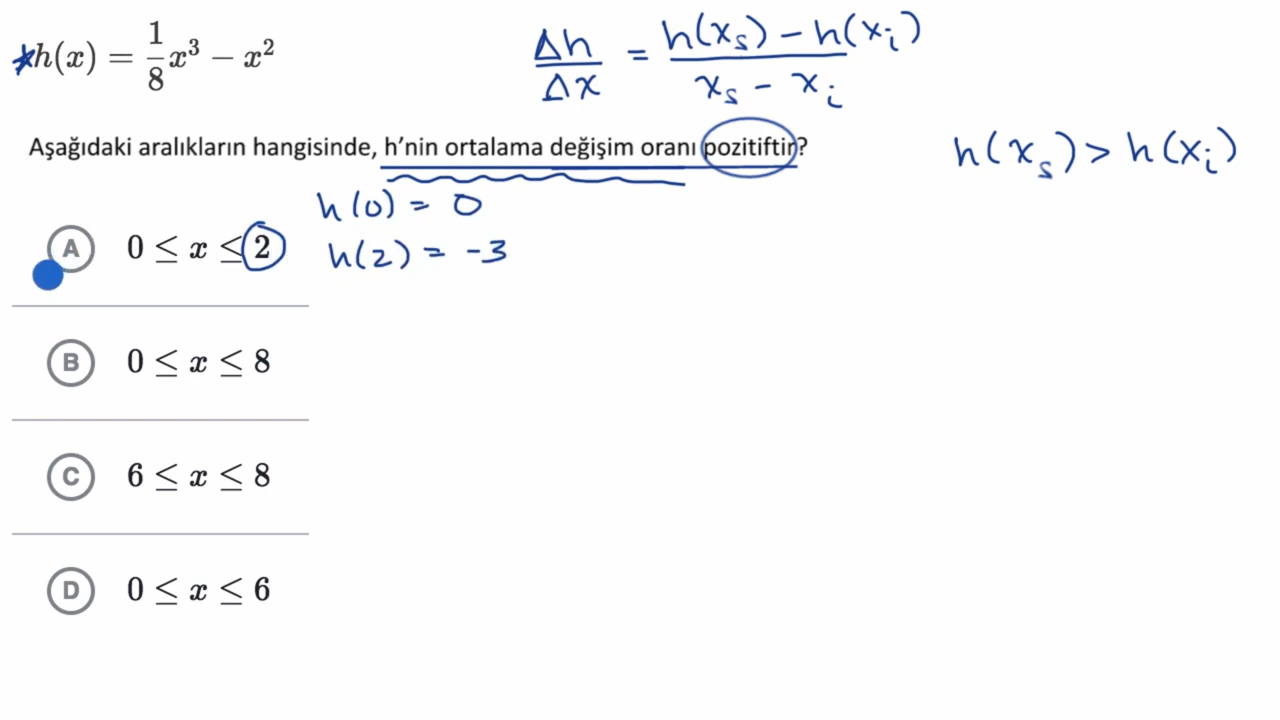 *h(x) = 1/8 x³ − x²
Δh/Δx = (h(xₛ) − h(xᵢ))/(xₛ − xᵢ)
Aşağıdaki aralıkların hangisinde, h'nin ortalama değişim oranı pozitiftir?
h(xₛ) > h(xᵢ)
h(0) = 0
A 0 ≤ x ≤ 2
h(2) = -3
B 0 ≤ x ≤ 8
C 6 ≤ x ≤ 8
D 0 ≤ x ≤ 6